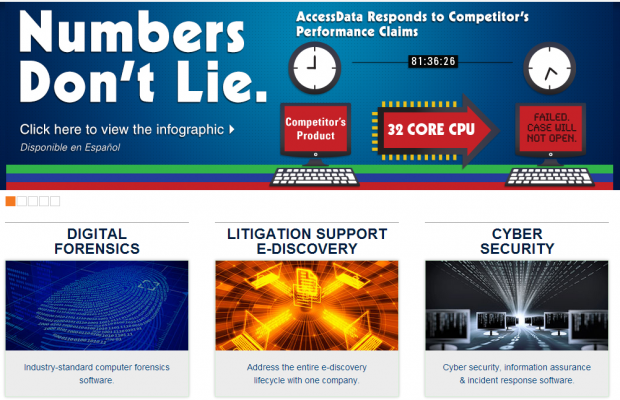 Numbers
Don't Lie.
Click here to view the infographic
Disponible en Español
AccessData Responds to Competitor's
Performance Claims
81:36:26
Competitor's
Product
32 CORE CPU
FAILED.
CASE WILL
NOT OPEN.
DIGITAL
FORENSICS
Industry-standard computer forensics
software.
LITIGATION SUPPORT
E-DISCOVERY
Address the entire e-discovery
lifecycle with one company.
CYBER
SECURITY
Cyber security, information assurance
& incident response software.